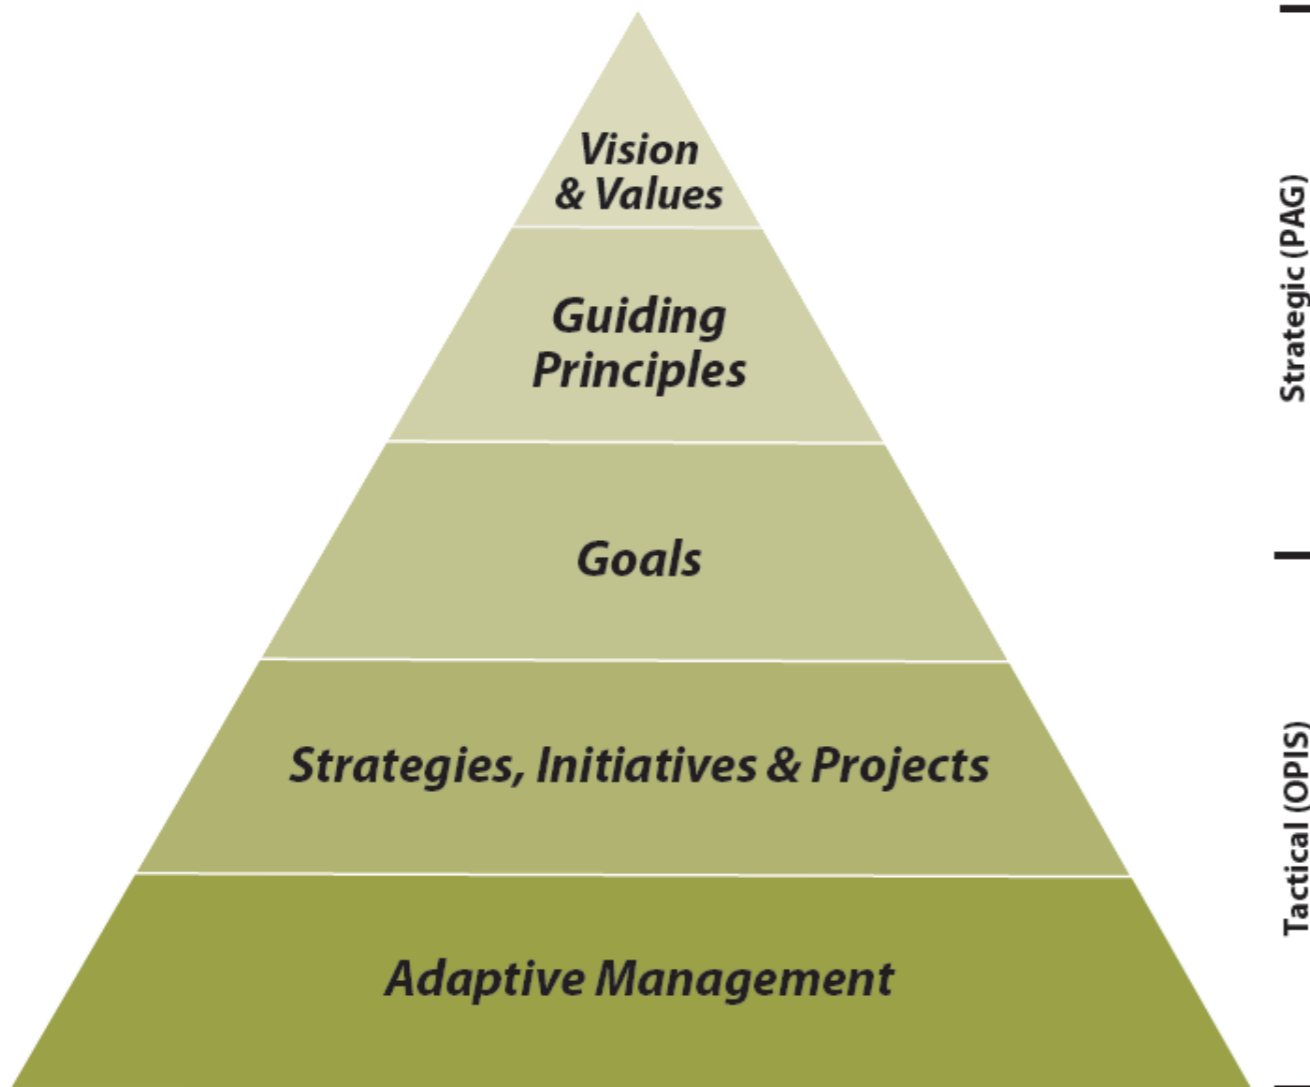 Vision
& Values
Guiding
Principles
Goals
Strategies, Initiatives & Projects
Adaptive Management
Strategic (PAG)
Tactical (OPIS)